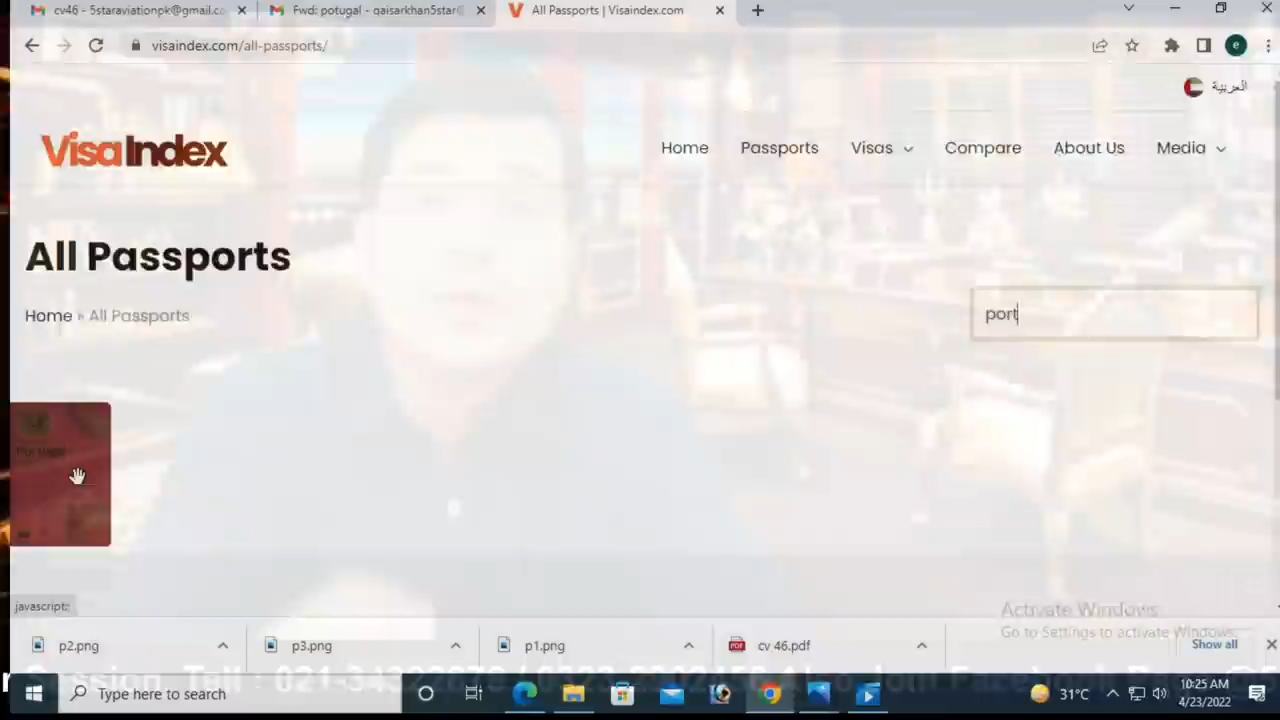 cv46 - 5staraviationpk@gmail.co
Fwd: potugal - qaisarkhan5star@
All Passports | Visaindex.com
visaindex.com/all-passports/
e
العربية
VisaIndex
Home
Passports
Visas
Compare
About Us
Media
All Passports
Home » All Passports
port
Portugal
javascript:
Activate Windows
Go to Settings to activate Windows.
p2.png
p3.png
p1.png
cv 46.pdf
Show all
Type here to search
31°C
10:25 AM
4/23/2022